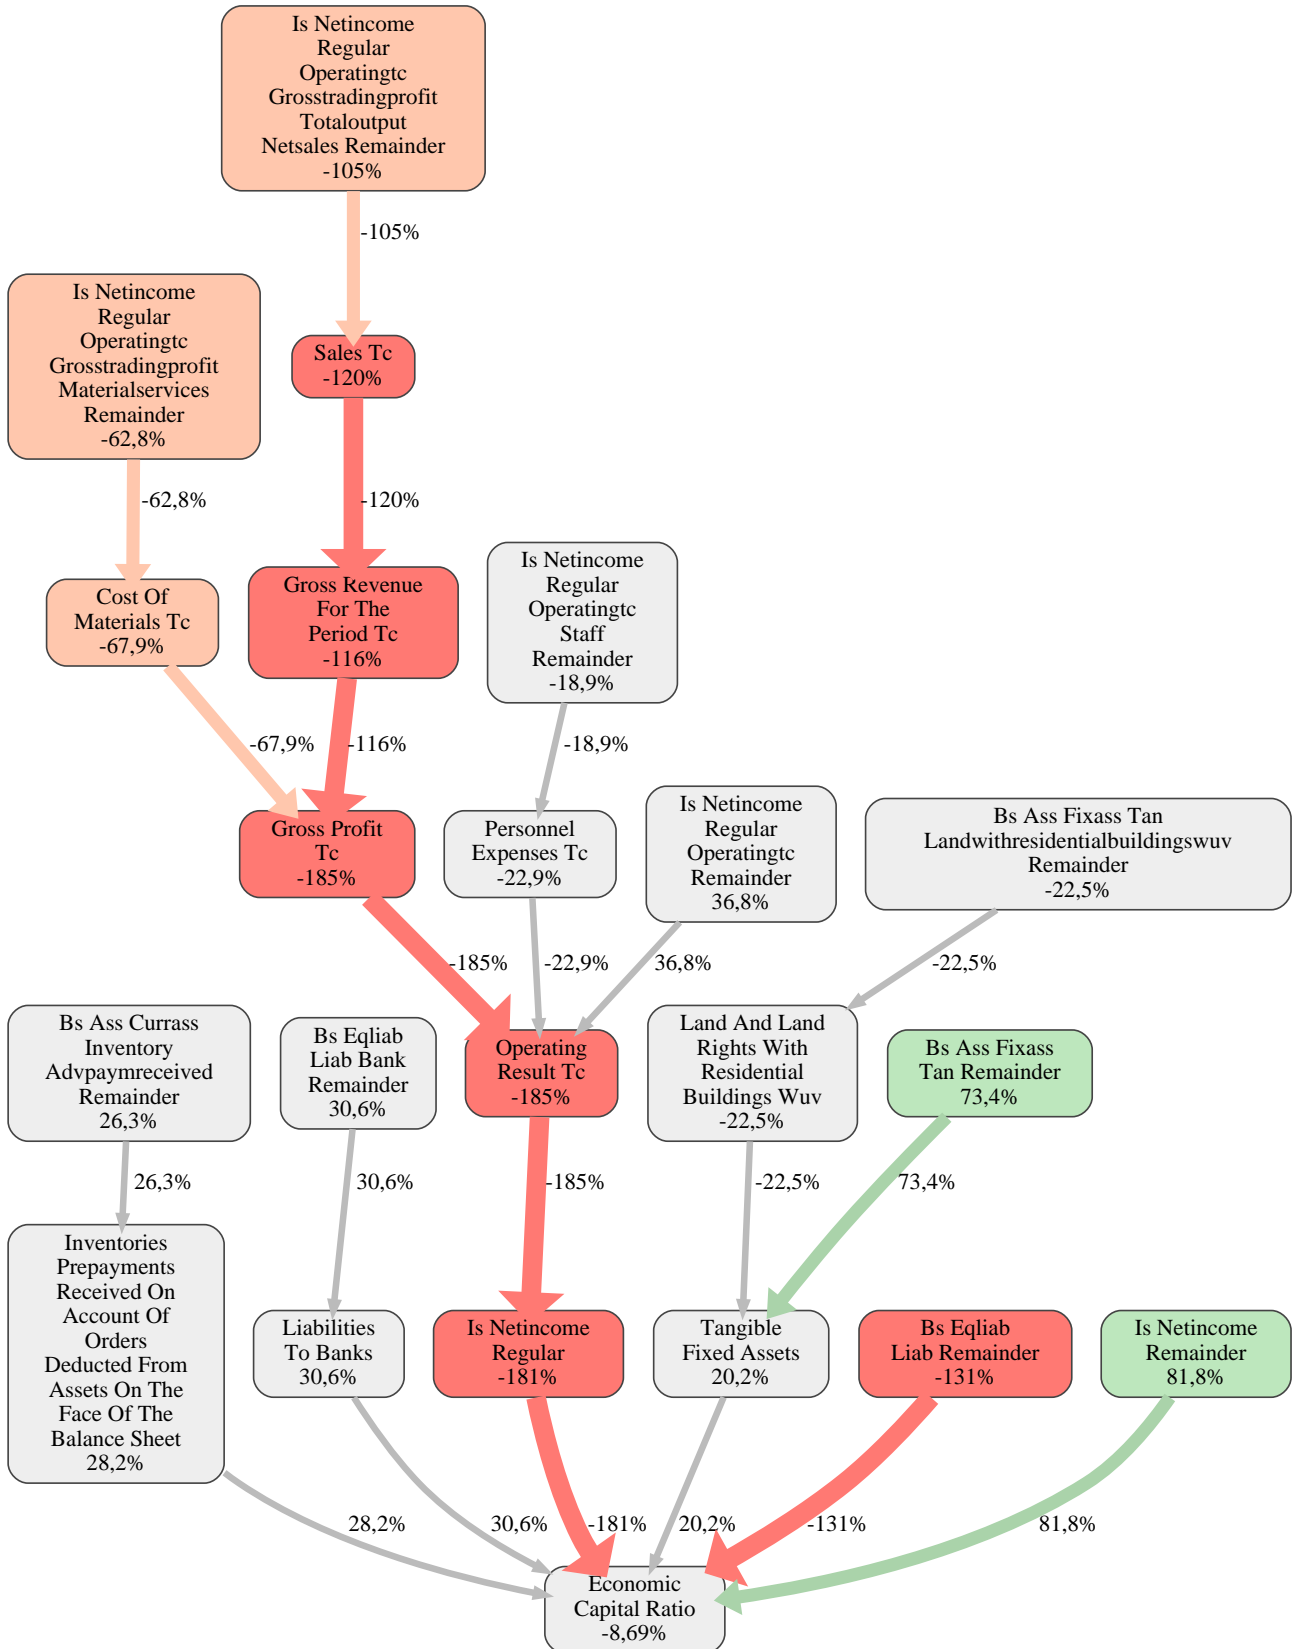 Is Netincome
Regular
Operatingtc
Grosstradingprofit
Totaloutput
Netsales Remainder
-105%
-105%
Is Netincome
Regular
Operatingtc
Grosstradingprofit
Materialservices
Remainder
-62,8%
Sales Tc
-120%
-62,8%
-120%
Is Netincome
Regular
Operatingtc
Staff
Remainder
-18,9%
Cost Of
Materials Tc
-67,9%
Gross Revenue
For The
Period Tc
-116%
-67,9%
-116%
-18,9%
Gross Profit
Tc
-185%
Personnel
Expenses Tc
-22,9%
Is Netincome
Regular
Operatingtc
Remainder
36,8%
Bs Ass Fixass Tan
Landwithresidentialbuildingswuv
Remainder
-22,5%
-185%
-22,9%
36,8%
-22,5%
Bs Ass Currass
Inventory
Advpaymreceived
Remainder
26,3%
Bs Eqliab
Liab Bank
Remainder
30,6%
Operating
Result Tc
-185%
Land And Land
Rights With
Residential
Buildings Wuv
-22,5%
Bs Ass Fixass
Tan Remainder
73,4%
26,3%
30,6%
-185%
-22,5%
73,4%
Inventories
Prepayments
Received On
Account Of
Orders
Deducted From
Assets On The
Face Of The
Balance Sheet
28,2%
Liabilities
To Banks
30,6%
Is Netincome
Regular
-181%
Tangible
Fixed Assets
20,2%
Bs Eqliab
Liab Remainder
-131%
Is Netincome
Remainder
81,8%
28,2%
30,6%
-181%
20,2%
-131%
81,8%
Economic
Capital Ratio
-8,69%